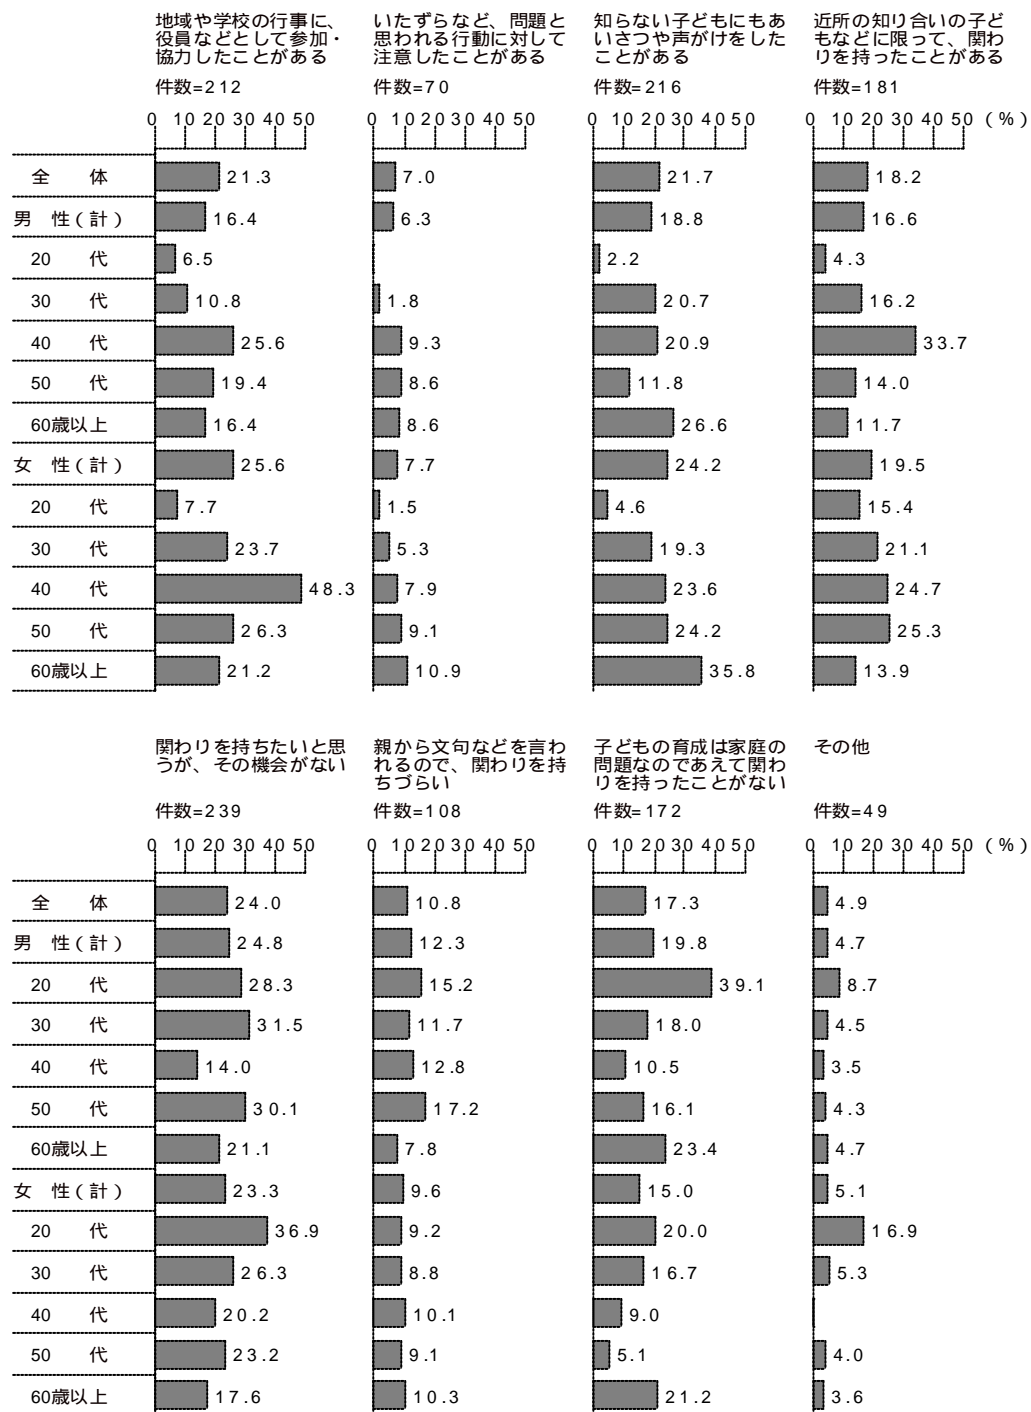 地域や学校の行事に、
役員などとして参加・
協力したことがある
件数=212
いたずらなど、問題と
思われる行動に対して
注意したことがある
件数=70
知らない子どもにもあ
いさつや声がけをした
ことがある
件数=216
近所の知り合いの子ど
もなどに限って、関わ
りを持ったことがある
件数=181
0 10 20 30 40 50 0 10 20 30 40 50 0 10 20 30 40 50 0 10 20 30 40 50 (%)
全 体 21.3 7.0 21.7 18.2
男 性(計) 16.4 6.3 18.8 16.6
20 代 6.5 2.2 4.3
30 代 10.8 1.8 20.7 16.2
40 代 25.6 9.3 20.9 33.7
50 代 19.4 8.6 11.8 14.0
60歳以上 16.4 8.6 26.6 11.7
女 性(計) 25.6 7.7 24.2 19.5
20 代 7.7 1.5 4.6 15.4
30 代 23.7 5.3 19.3 21.1
40 代 48.3 7.9 23.6 24.7
50 代 26.3 9.1 24.2 25.3
60歳以上 21.2 10.9 35.8 13.9
関わりを持ちたいと思
うが、その機会がない
件数=239
親から文句などを言わ
れるので、関わりを持
ちづらい
件数=108
子どもの育成は家庭の
問題なのであえて関わ
りを持ったことがない
件数=172
その他
件数=49
0 10 20 30 40 50 0 10 20 30 40 50 0 10 20 30 40 50 0 10 20 30 40 50 (%)
全 体 24.0 10.8 17.3 4.9
男 性(計) 24.8 12.3 19.8 4.7
20 代 28.3 15.2 39.1 8.7
30 代 31.5 11.7 18.0 4.5
40 代 14.0 12.8 10.5 3.5
50 代 30.1 17.2 16.1 4.3
60歳以上 21.1 7.8 23.4 4.7
女 性(計) 23.3 9.6 15.0 5.1
20 代 36.9 9.2 20.0 16.9
30 代 26.3 8.8 16.7 5.3
40 代 20.2 10.1 9.0
50 代 23.2 9.1 5.1 4.0
60歳以上 17.6 10.3 21.2 3.6